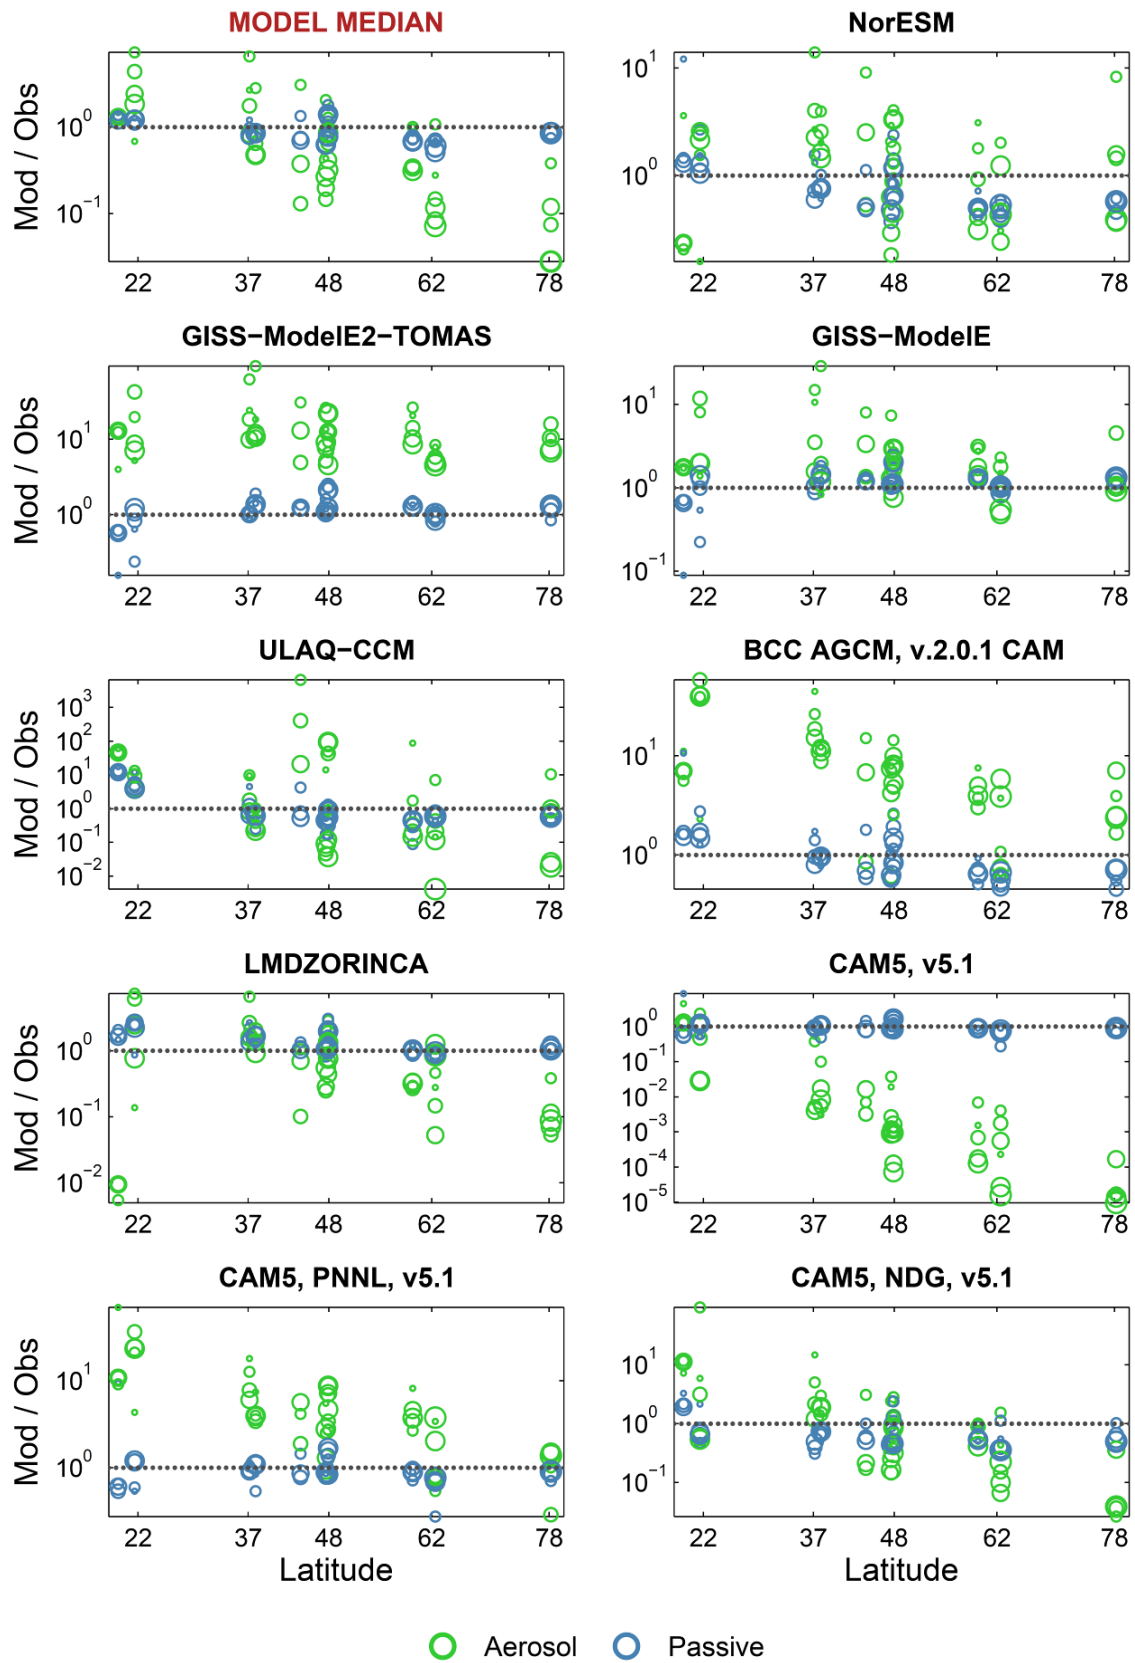 MODEL MEDIAN
NorESM
Mod / Obs
10^0
10^−1
22 37 48 62 78
10^1
10^0
22 37 48 62 78
GISS−ModelE2−TOMAS
GISS−ModelE
Mod / Obs
10^1
10^0
22 37 48 62 78
10^1
10^0
10^−1
22 37 48 62 78
ULAQ−CCM
BCC AGCM, v.2.0.1 CAM
Mod / Obs
10^3
10^2
10^1
10^0
10^−1
10^−2
22 37 48 62 78
10^1
10^0
22 37 48 62 78
LMDZORINCA
CAM5, v5.1
Mod / Obs
10^0
10^−1
10^−2
22 37 48 62 78
10^0
10^−1
10^−2
10^−3
10^−4
10^−5
22 37 48 62 78
CAM5, PNNL, v5.1
CAM5, NDG, v5.1
Mod / Obs
10^1
10^0
22 37 48 62 78
Latitude
10^1
10^0
10^−1
22 37 48 62 78
Latitude
Aerosol Passive